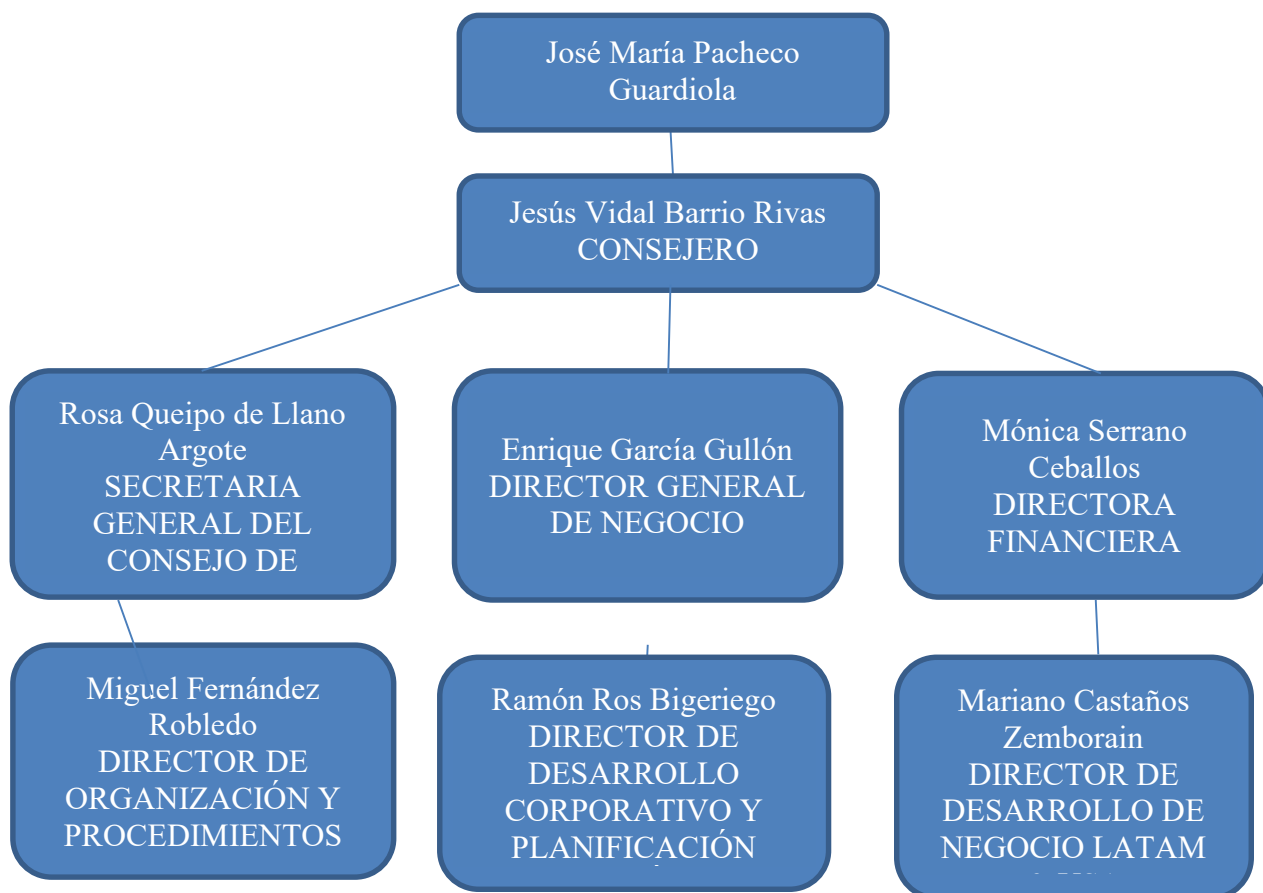 José María Pacheco
Guardiola
Jesús Vidal Barrio Rivas
CONSEJERO
Rosa Queipo de Llano
Argote
SECRETARIA
GENERAL DEL
CONSEJO DE
Enrique García Gullón
DIRECTOR GENERAL
DE NEGOCIO
Mónica Serrano
Ceballos
DIRECTORA
FINANCIERA
Miguel Fernández
Robledo
DIRECTOR DE
ORGANIZACIÓN Y
PROCEDIMIENTOS
Ramón Ros Bigeriego
DIRECTOR DE
DESARROLLO
CORPORATIVO Y
PLANIFICACIÓN
Mariano Castaños
Zemborain
DIRECTOR DE
DESARROLLO DE
NEGOCIO LATAM